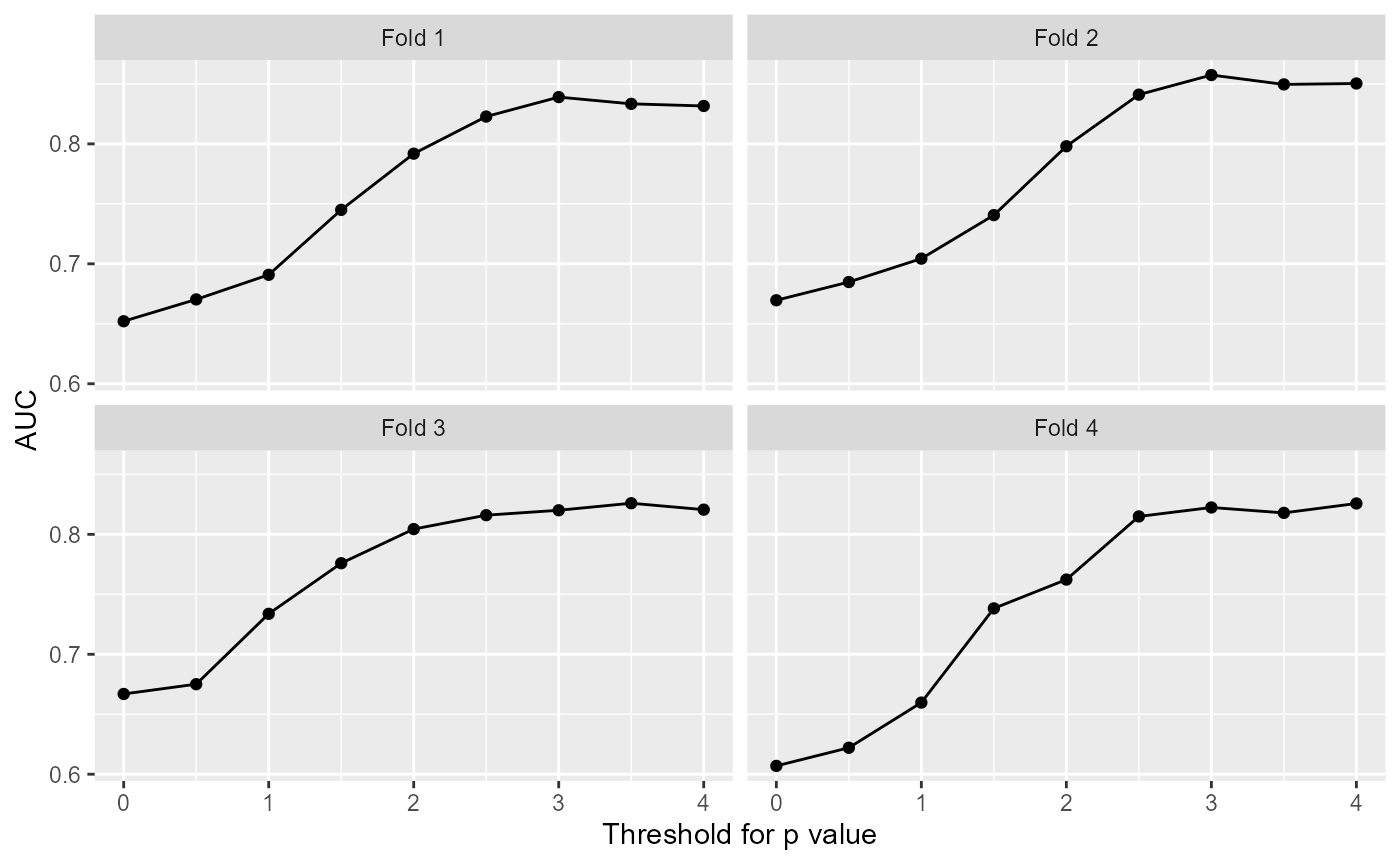 Fold 1
Fold 2
0.8
0.7
0.6
AUC
Fold 3
Fold 4
0.8
0.7
0.6
0 1 2 3 4 0 1 2 3 4
Threshold for p value